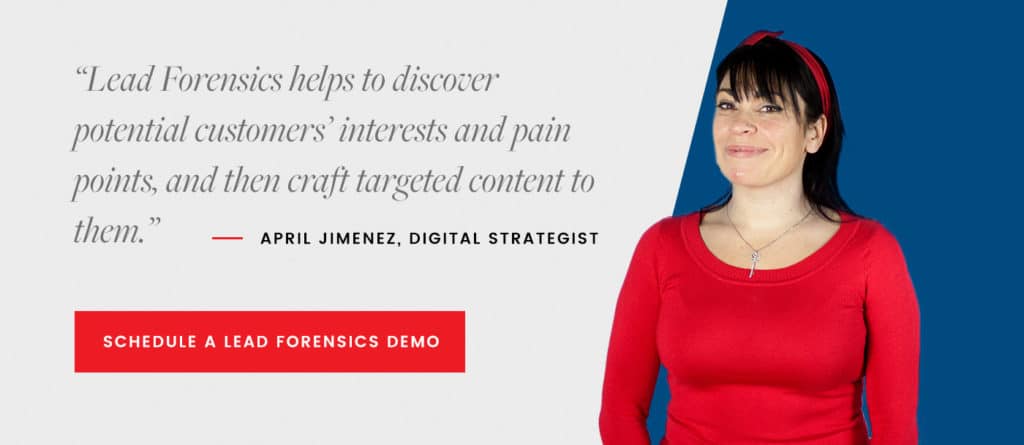 “Lead Forensics helps to discover
potential customers’ interests and pain
points, and then craft targeted content to
them.”
— APRIL JIMENEZ, DIGITAL STRATEGIST
SCHEDULE A LEAD FORENSICS DEMO